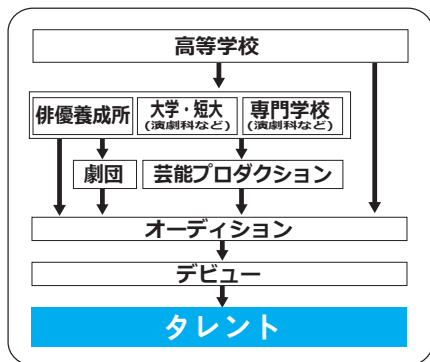 高等学校
俳優養成所
大学・短大
(演劇科など)
専門学校
(演劇科など)
劇団
芸能プロダクション
オーディション
デビュー
タレント